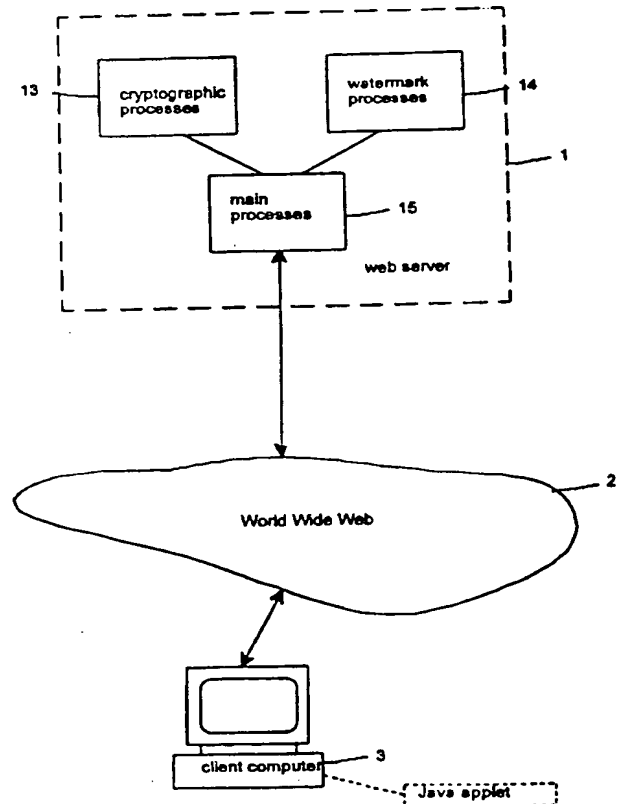 13
cryptographic
processes
watermark
processes
14
1
main
processes
15
web server
2
World Wide Web
client computer
3
Java applet